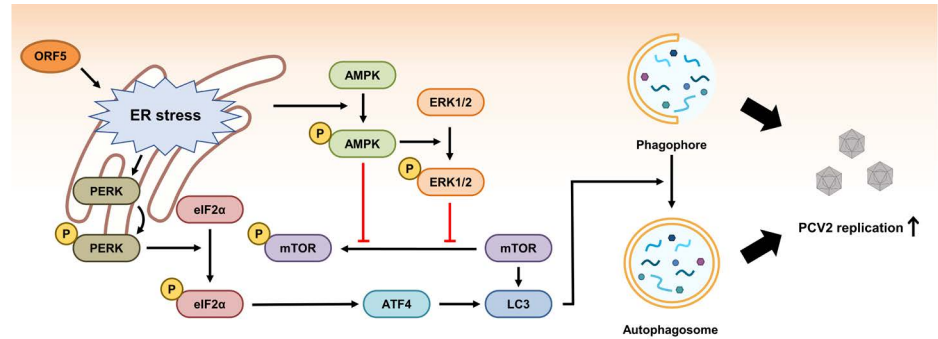 ORF5
ER stress
AMPK
ERK1/2
P
AMPK
P
ERK1/2
PERK
P
PERK
eIF2α
P
eIF2α
P
mTOR
mTOR
ATF4
LC3
Phagophore
Autophagosome
PCV2 replication